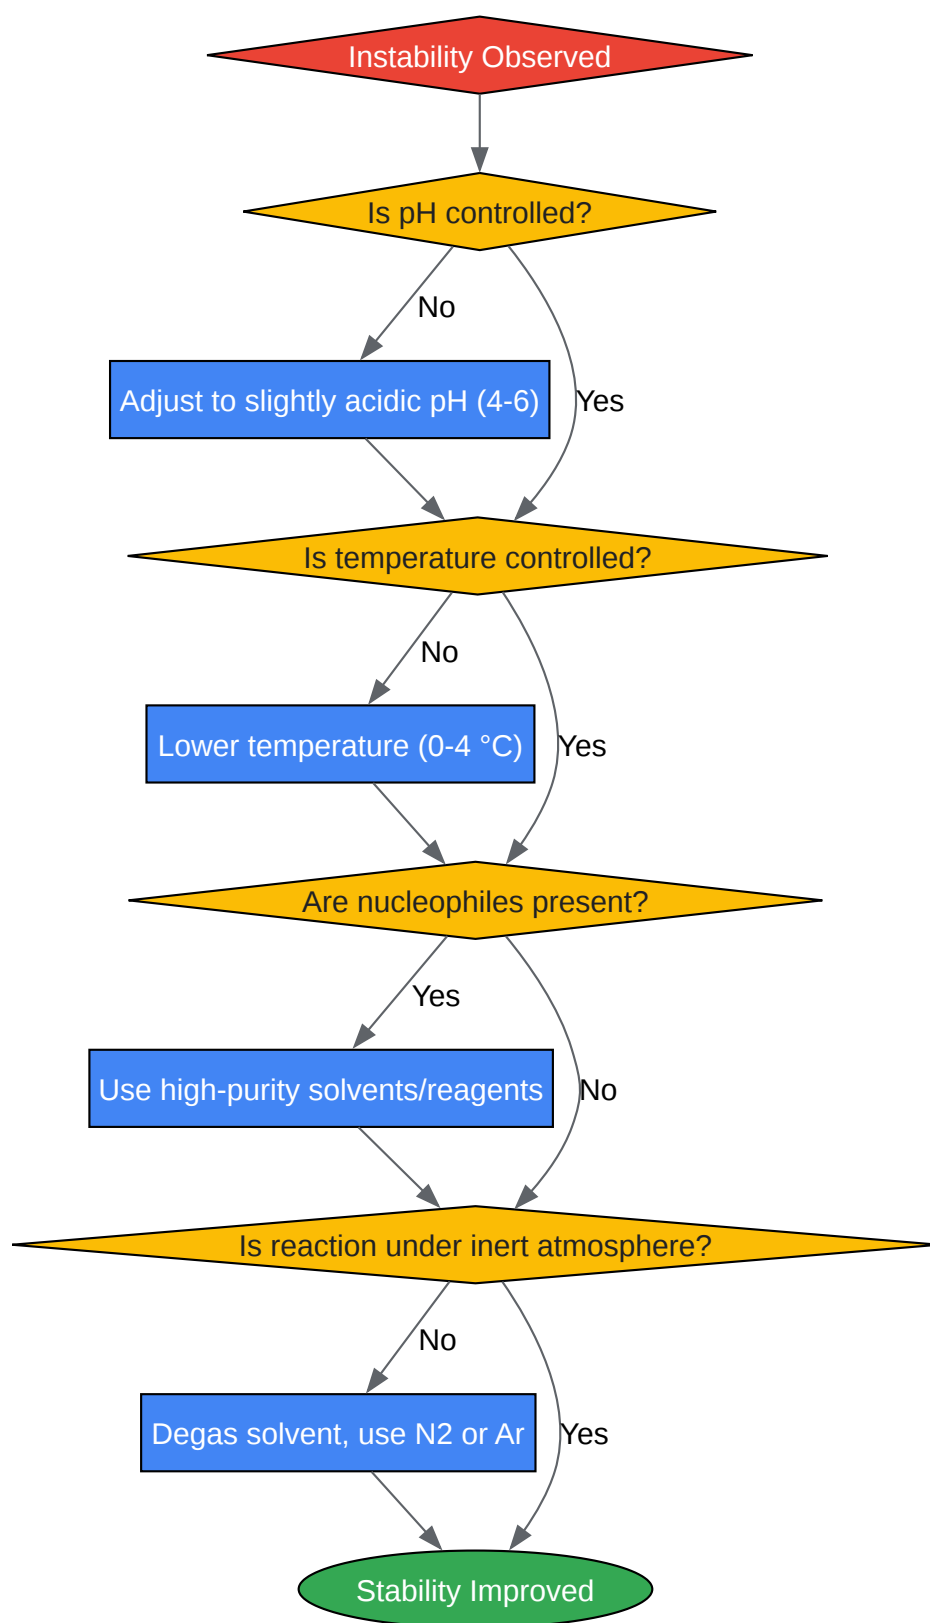 Instability Observed
Is pH controlled?
No
Adjust to slightly acidic pH (4-6)
Yes
Is temperature controlled?
No
Lower temperature (0-4 °C)
Yes
Are nucleophiles present?
Yes
Use high-purity solvents/reagents
No
Is reaction under inert atmosphere?
No
Degas solvent, use N2 or Ar
Yes
Stability Improved